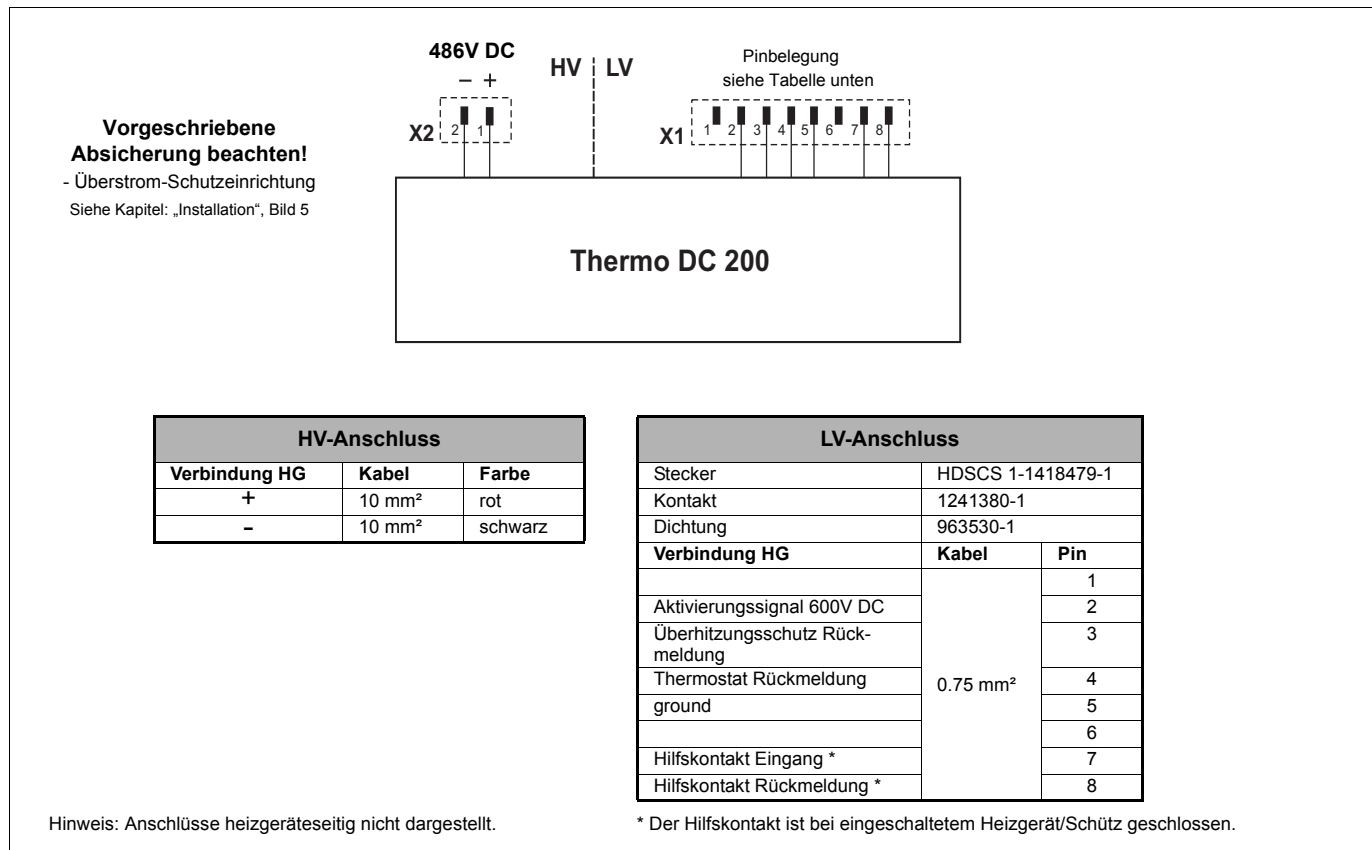 486V DC
– +
HV LV
Pinbelegung
siehe Tabelle unten
Vorgeschriebene
Absicherung beachten!
- Überstrom-Schutzeinrichtung
Siehe Kapitel: „Installation“, Bild 5
X2 2 1
X1 1 2 3 4 5 6 7 8
Thermo DC 200
HV-Anschluss
Verbindung HG Kabel Farbe
+ 10 mm² rot
- 10 mm² schwarz
LV-Anschluss
Stecker HDSCS 1-1418479-1
Kontakt 1241380-1
Dichtung 963530-1
Verbindung HG Kabel Pin
1
Aktivierungssignal 600V DC 2
Überhitzungsschutz Rück- 3
meldung
Thermostat Rückmeldung 0.75 mm² 4
ground 5
6
Hilfskontakt Eingang * 7
Hilfskontakt Rückmeldung * 8
Hinweis: Anschlüsse heizgeräteseitig nicht dargestellt.
* Der Hilfskontakt ist bei eingeschaltetem Heizgerät/Schütz geschlossen.